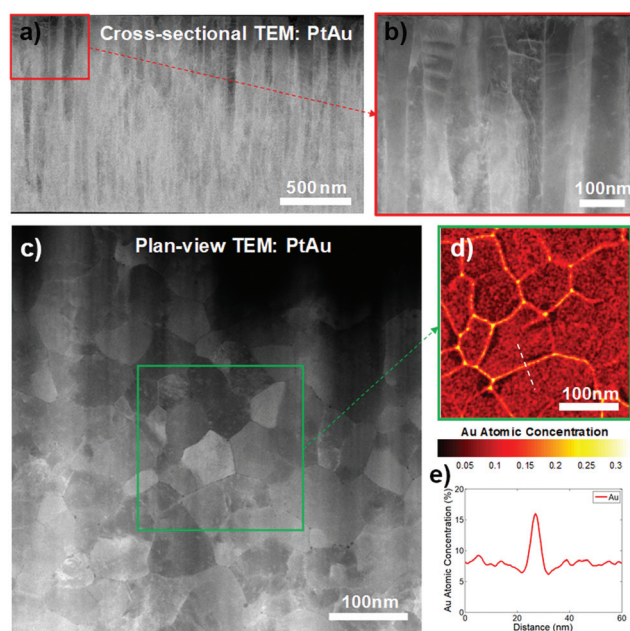 a)
Cross-sectional TEM: PtAu
500nm
b)
100nm
c)
Plan-view TEM: PtAu
100nm
d)
100nm
Au Atomic Concentration
0.05 0.1 0.15 0.2 0.25 0.3
e)
Au Atomic Concentration (%)
20
15
10
5
0
Au
0 20 40 60
Distance (nm)